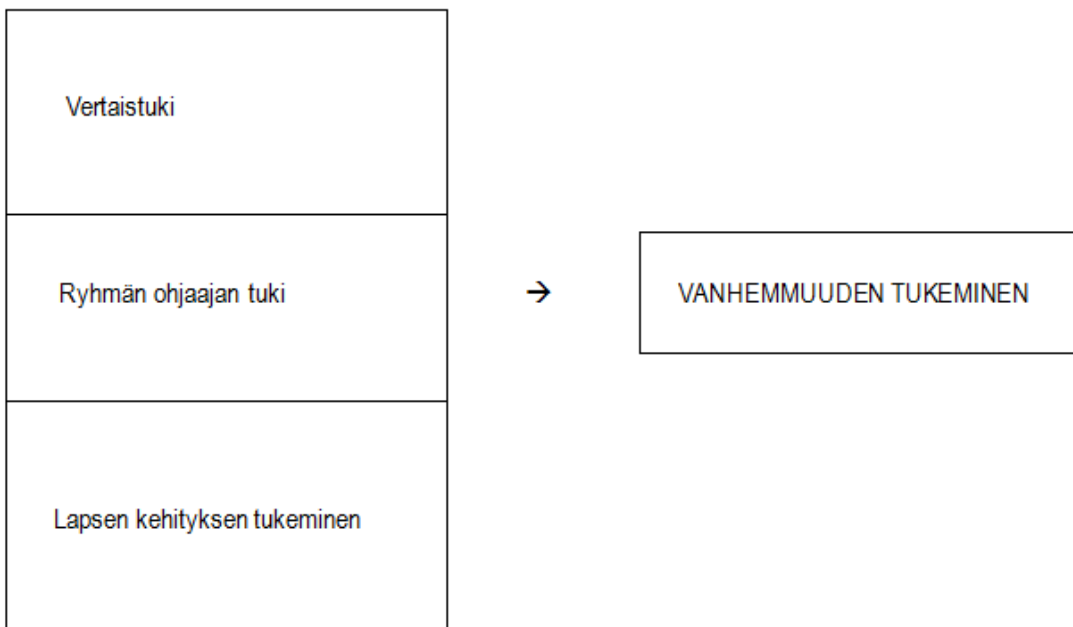 Vertaistuki
Ryhmän ohjaajan tuki
→
VANHEMMUUDEN TUKEMINEN
Lapsen kehityksen tukeminen